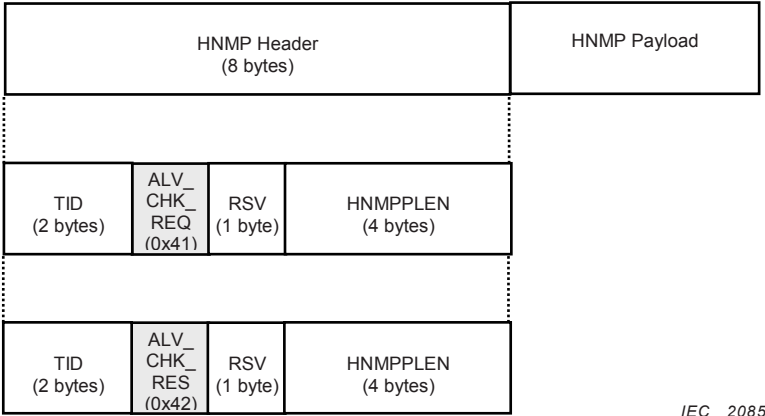 HNMP Header
(8 bytes)
HNMP Payload
TID
(2 bytes)
ALV_
CHK_
REQ
(0x41)
RSV
(1 byte)
HNMPPLEN
(4 bytes)
TID
(2 bytes)
ALV_
CHK_
RES
(0x42)
RSV
(1 byte)
HNMPPLEN
(4 bytes)
IEC 2085